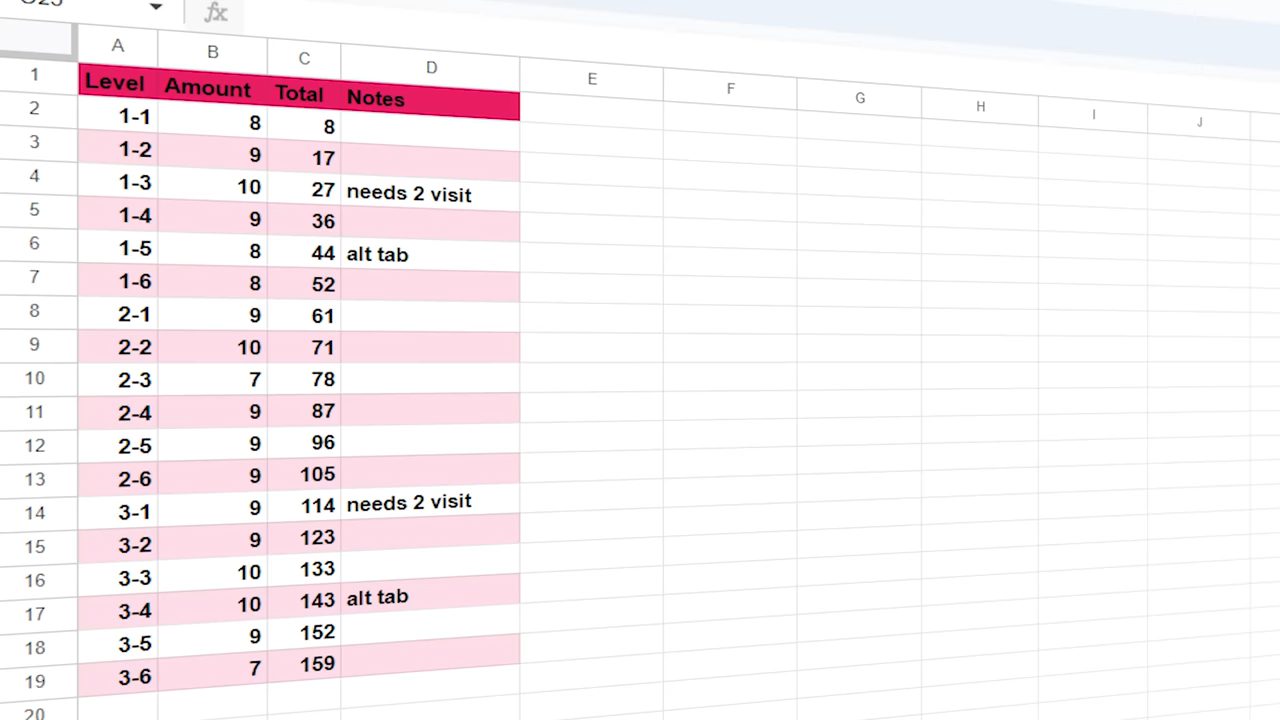 fx
A B C D E F G H I J
1 Level Amount Total Notes
2 1-1 8 8
3 1-2 9 17
4 1-3 10 27 needs 2 visit
5 1-4 9 36
6 1-5 8 44 alt tab
7 1-6 8 52
8 2-1 9 61
9 2-2 10 71
10 2-3 7 78
11 2-4 9 87
12 2-5 9 96
13 2-6 9 105
14 3-1 9 114 needs 2 visit
15 3-2 9 123
16 3-3 10 133
17 3-4 10 143 alt tab
18 3-5 9 152
19 3-6 7 159
20